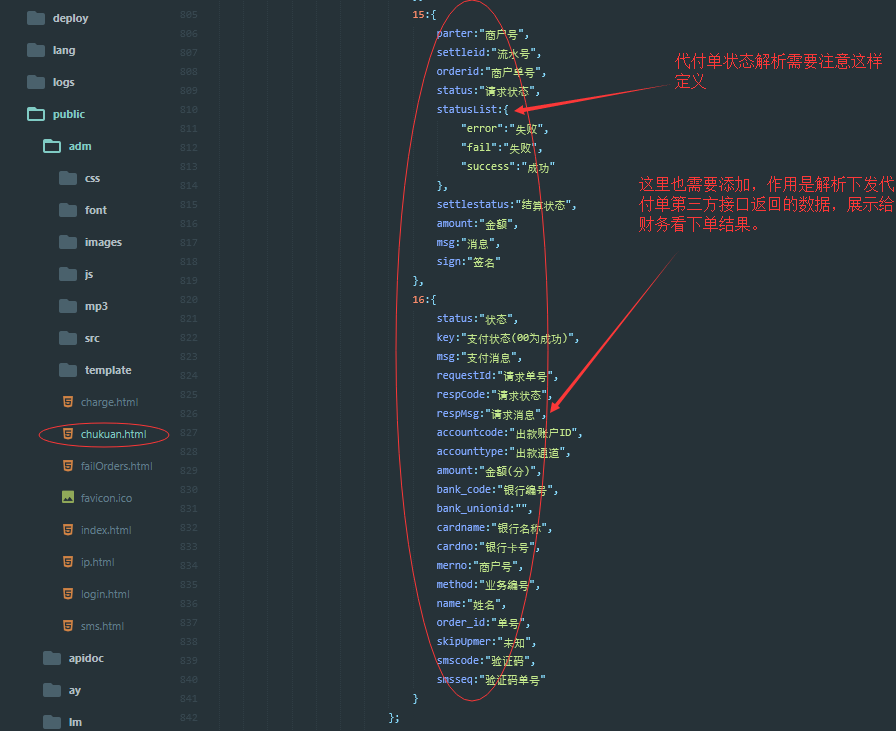 deploy
lang
logs
public
adm
css
font
images
js
mp3
src
template
charge.html
chukuan.html
failOrders.html
favicon.ico
index.html
ip.html
login.html
sms.html
apidoc
ay
lm
805 15:{
806 parter:"商户号",
807 settleid:"流水号",
808 orderid:"商户单号",
809 status:"请求状态",
810 statusList:{
811 "error":"失败",
812 "fail":"失败",
813 "success":"成功"
814 },
815 settlestatus:"结算状态",
816 amount:"金额",
817 msg:"消息",
818 sign:"签名"
819 },
820 16:{
821 status:"状态",
822 key:"支付状态(00为成功)",
823 msg:"支付消息",
824 requestId:"请求单号",
825 respCode:"请求状态",
826 respMsg:"请求消息",
827 accountcode:"出款账户ID",
828 accounttype:"出款通道",
829 amount:"金额(分)",
830 bank_code:"银行编号",
831 bank_unionid:"",
832 cardname:"银行名称",
833 cardno:"银行卡号",
834 merno:"商户号",
835 method:"业务编号",
836 name:"姓名",
837 order_id:"单号",
838 skipUpmer:"未知",
839 smscode:"验证码",
840 smsseq:"验证码单号"
841 }
842 };
代付单状态解析需要注意这样
定义
这里也需要添加，作用是解析下发代
付单第三方接口返回的数据，展示给
财务看下单结果。